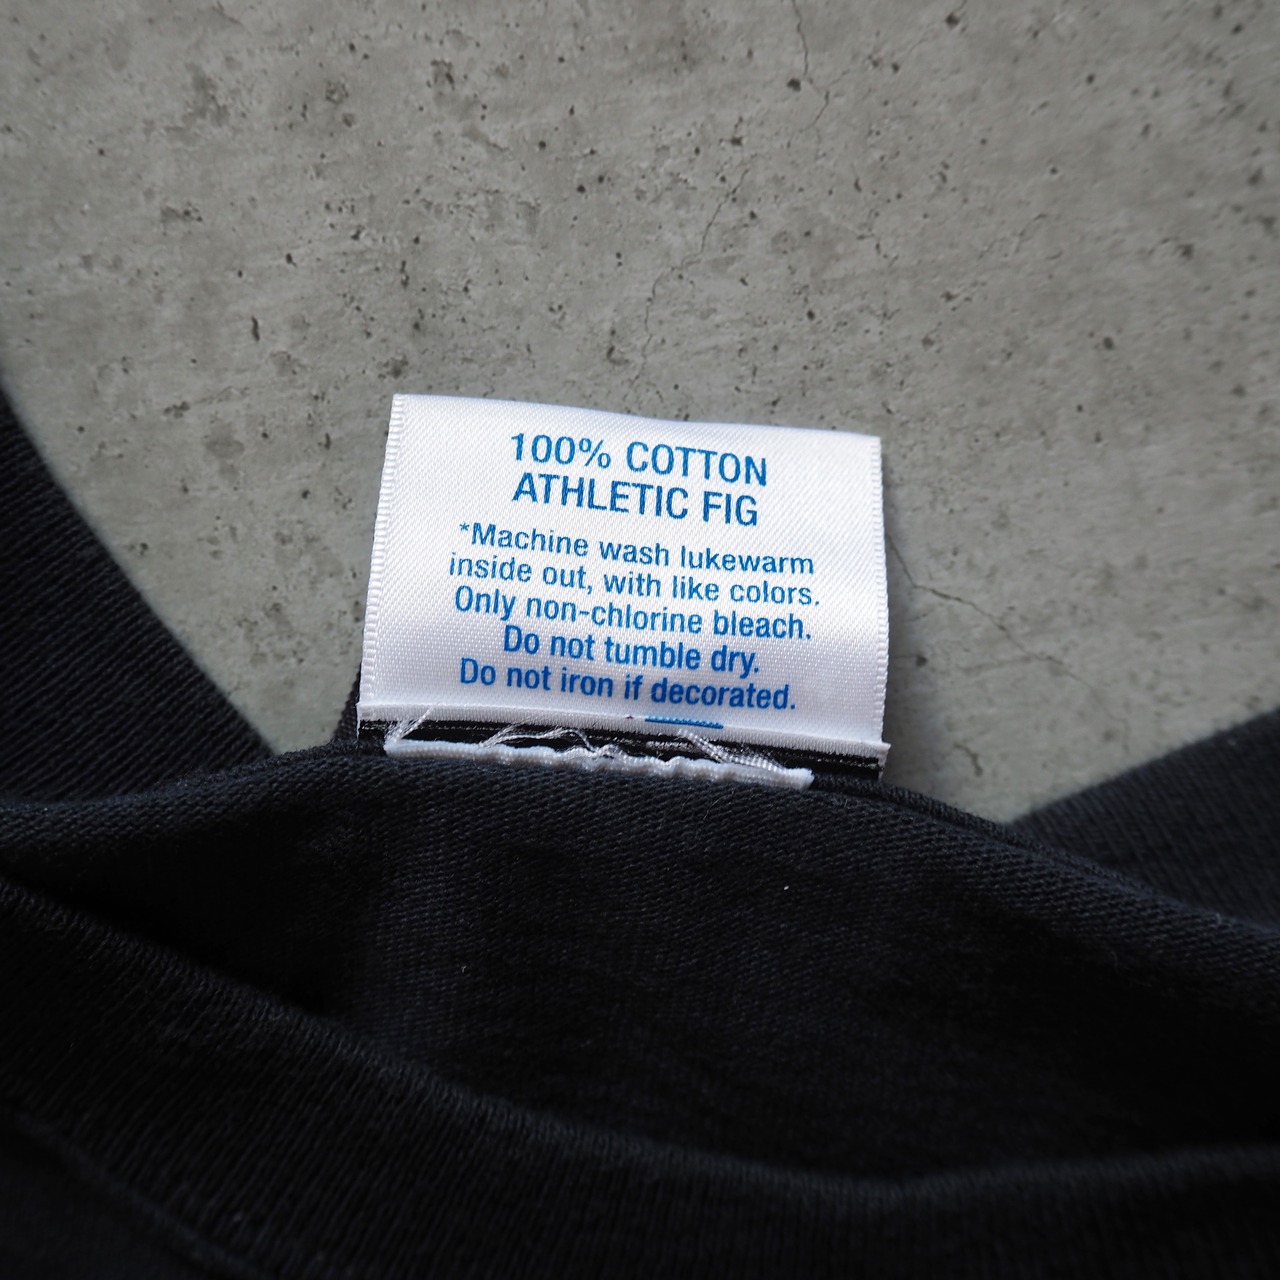 100% COTTON
ATHLETIC FIG
*Machine wash lukewarm
inside out, with like colors.
Only non-chlorine bleach.
Do not tumble dry.
Do not iron if decorated.